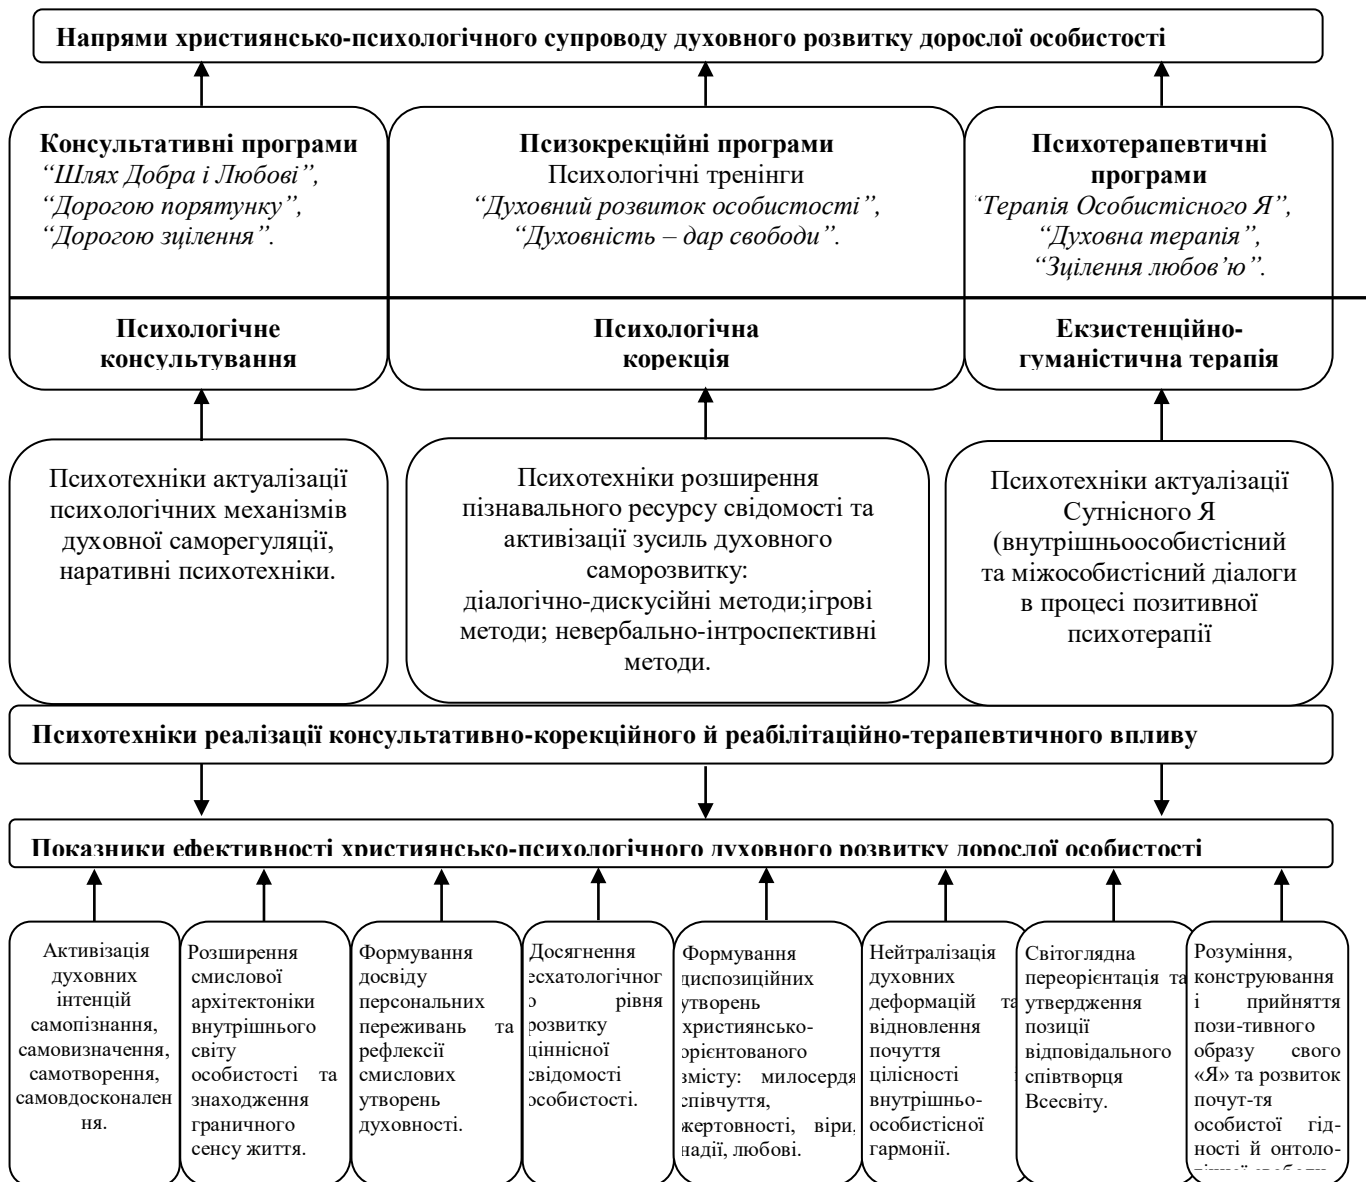 Напрями християнсько-психологічного супроводу духовного розвитку дорослої особистості
Консультативні програми
“Шлях Добра і Любові”,
“Дорогою порятунку”,
“Дорогою зцілення”.
Психологічне
консультування
Психокрекційні програми
Психологічні тренінги
“Духовний розвиток особистості”,
“Духовність – дар свободи”.
Психологічна
корекція
Психотерапевтичні
програми
“Терапія Особистісного Я”,
“Духовна терапія”,
“Зцілення любов’ю”.
Екзистенційно-
гуманістична терапія
Психотехніки актуалізації
психологічних механізмів
духовної саморегуляції,
наративні психотехніки.
Психотехніки розширення
пізнавального ресурсу свідомості та
активізації зусиль духовного
саморозвитку:
діалогічно-дискусійні методи;ігрові
методи; невербально-інтроспективні
методи.
Психотехніки актуалізації
Сутнісного Я
(внутрішньоособистісний
та міжособистісний діалоги
в процесі позитивної
психотерапії
Психотехніки реалізації консультативно-корекційного й реабілітаційно-терапевтичного впливу
Показники ефективності християнсько-психологічного духовного розвитку дорослої особистості
Активізація
духовних
інтенцій
самопізнання,
самовизначення,
самотворення,
самовдосконален
ня.
Розширення
смислової
архітектоніки
внутрішнього
світу
особистості та
знаходження
граничного
сенсу життя.
Формування
досвіду
персональних
переживань та
рефлексії
смислових
утворень
духовності.
Досягнення
есхатологічног
о рівня
розвитку
ціннісної
свідомості
особистості.
Формування
диспозиційних
утворень
християнсько-
орієнтованого
змісту: милосердя
співчуття,
жертовності, віри,
надії, любові.
Нейтралізація
духовних
деформацій та
відновлення
почуття
цілісності
внутрішньо-
особистісної
гармонії.
Світоглядна
переорієнтація та
утвердження
позиції
відповідального
співтворця
Всесвіту.
Розуміння,
конструювання
і прийняття
пози-тивного
образу свого
«Я» та розвиток
почут-тя
особистої гід-
ності й онтоло-